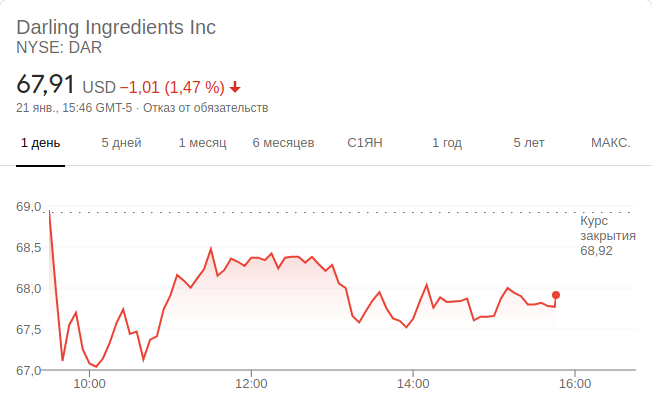 Darling Ingredients Inc
NYSE: DAR
67,91 USD −1,01 (1,47 %)
21 янв., 15:46 GMT-5 · Отказ от обязательств
1 день 5 дней 1 месяц 6 месяцев С1ЯН 1 год 5 лет МАКС.
69,0
Курс
закрытия
68,92
68,5
68,0
67,5
67,0
10:00 12:00 14:00 16:00